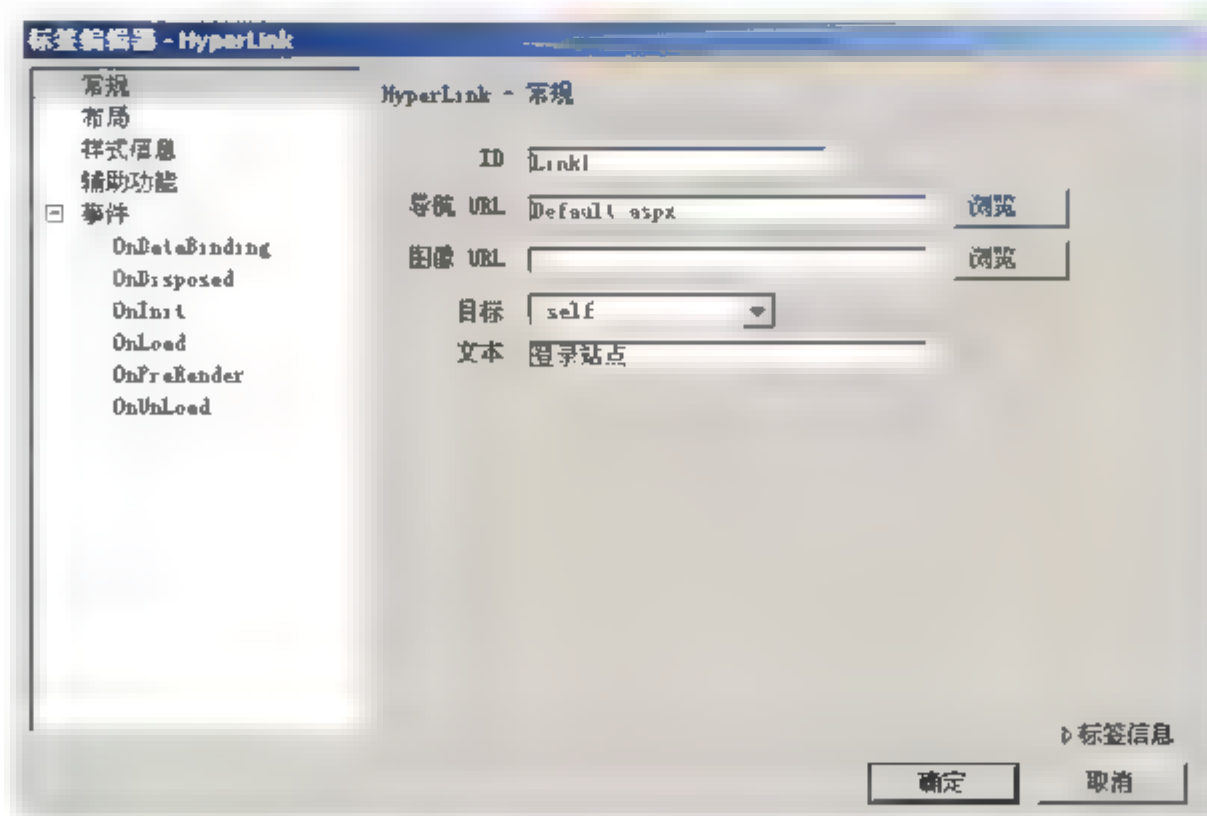 标签编辑器 - HyperLink
常规
布局
样式信息
辅助功能
事件
OnDataBinding
OnDisposed
OnInit
OnLoad
OnPreRender
OnUnLoad
HyperLink - 常规
ID Link1
导航 URL Default.aspx 浏览
图像 URL 浏览
目标 _self
文本 登录站点
标签信息
确定 取消